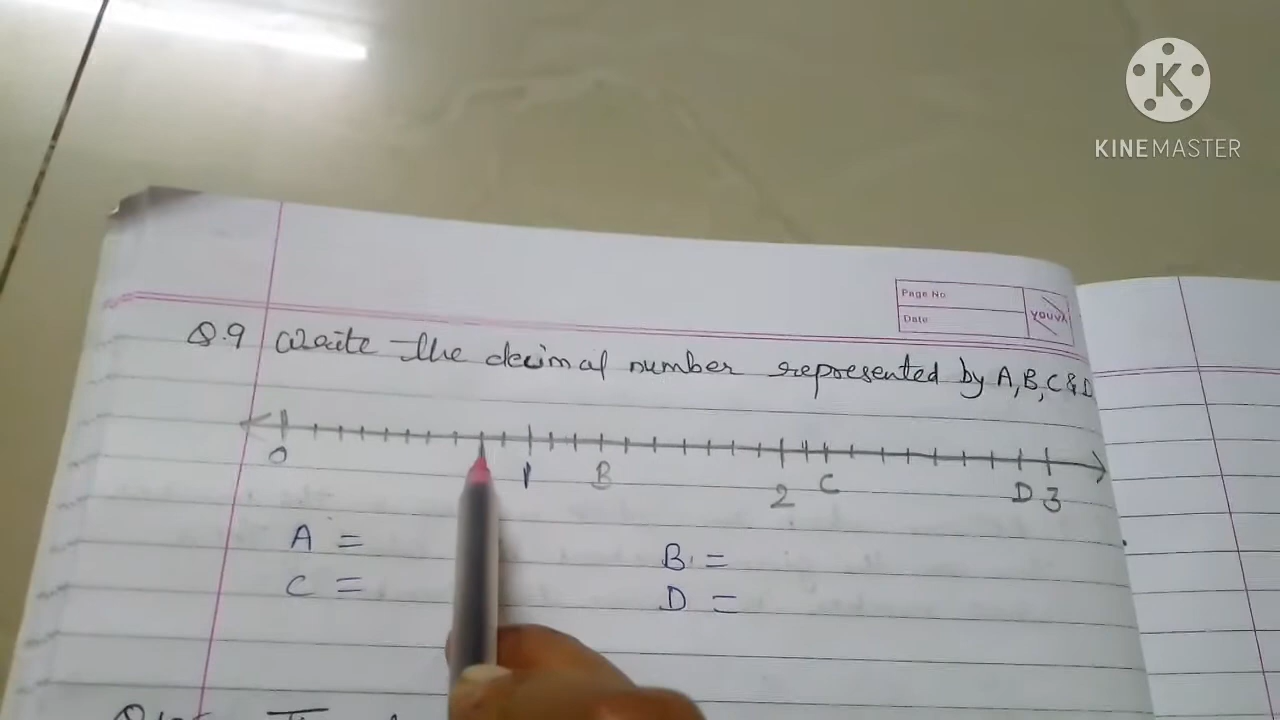 KINEMASTER
Page No
Date
YOUVA
Q.9 Write the decimal number represented by A, B, C & D
0 1 B 2 C D 3
A = B =
C = D =